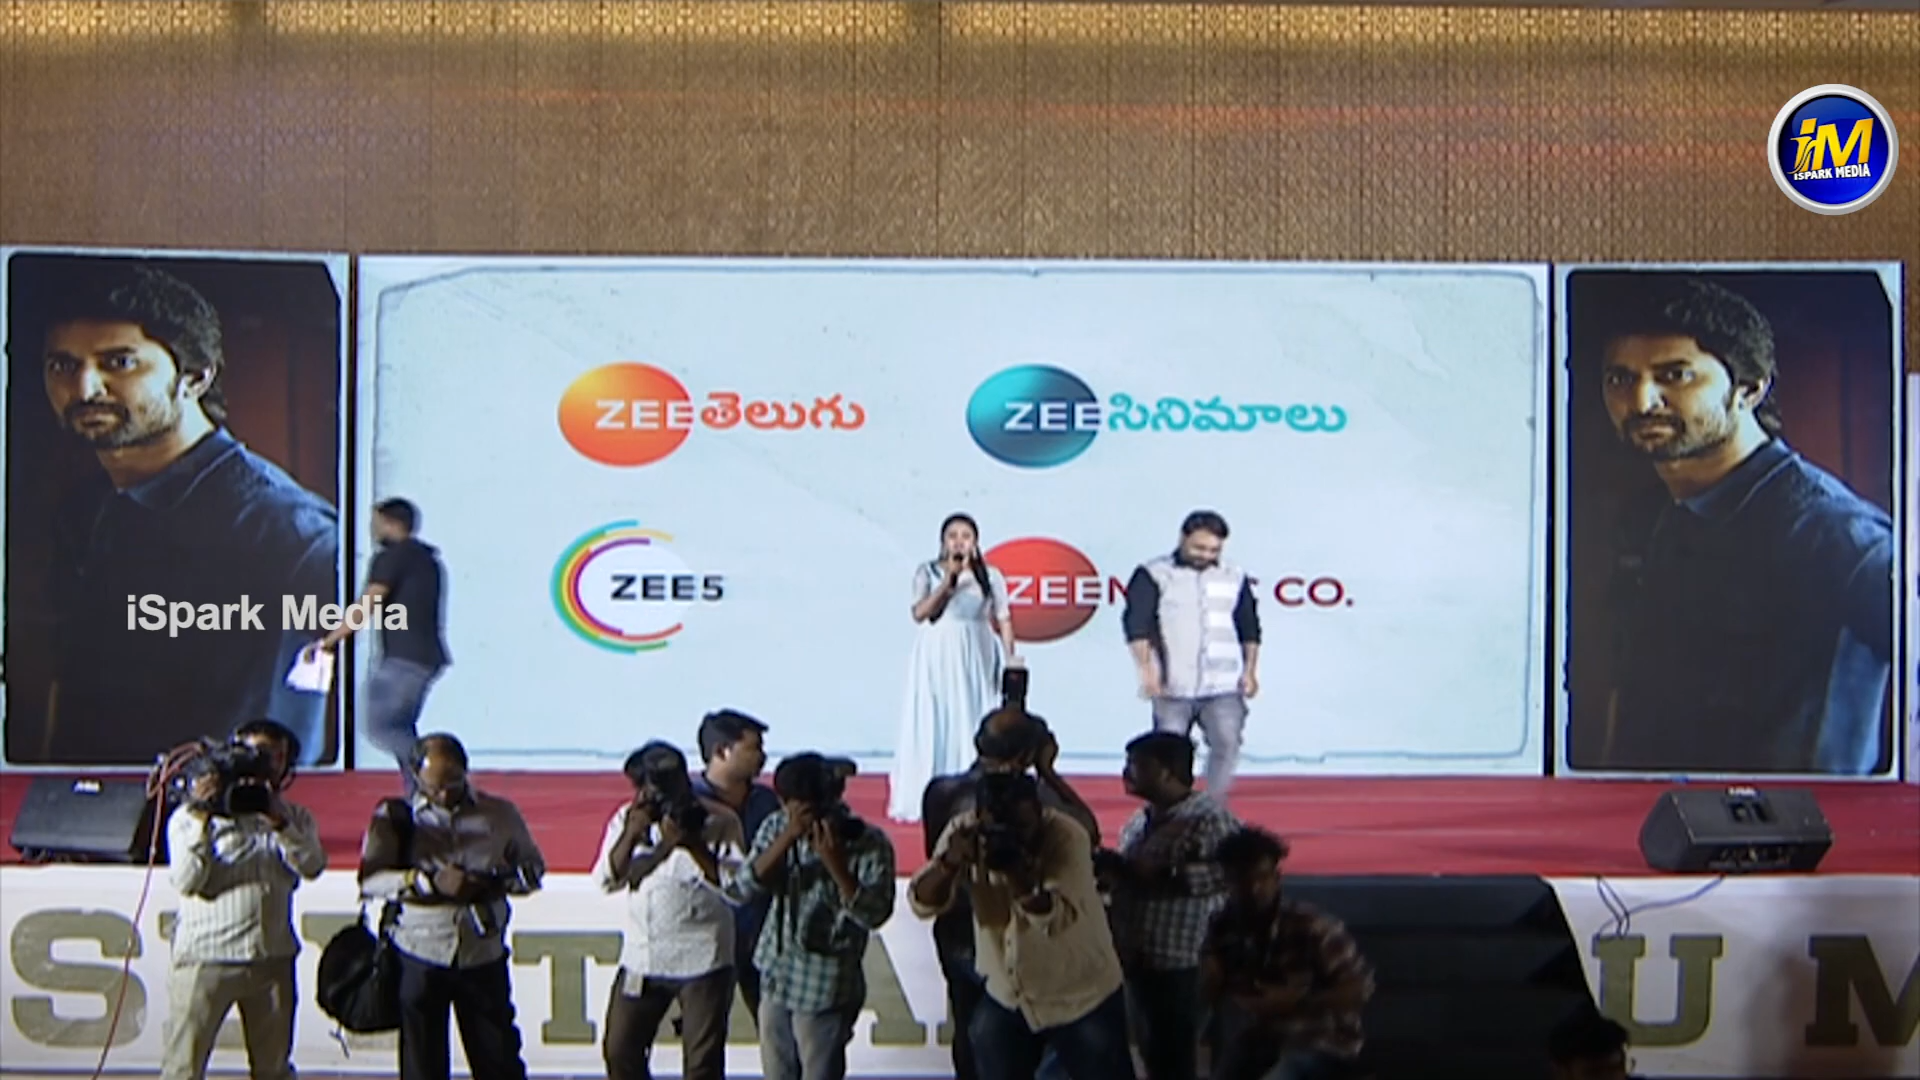 iM
iSPARK MEDIA
ZEE తెలుగు
ZEE సినిమాలు
ZEE5
ZEE CO.
iSpark Media
U M